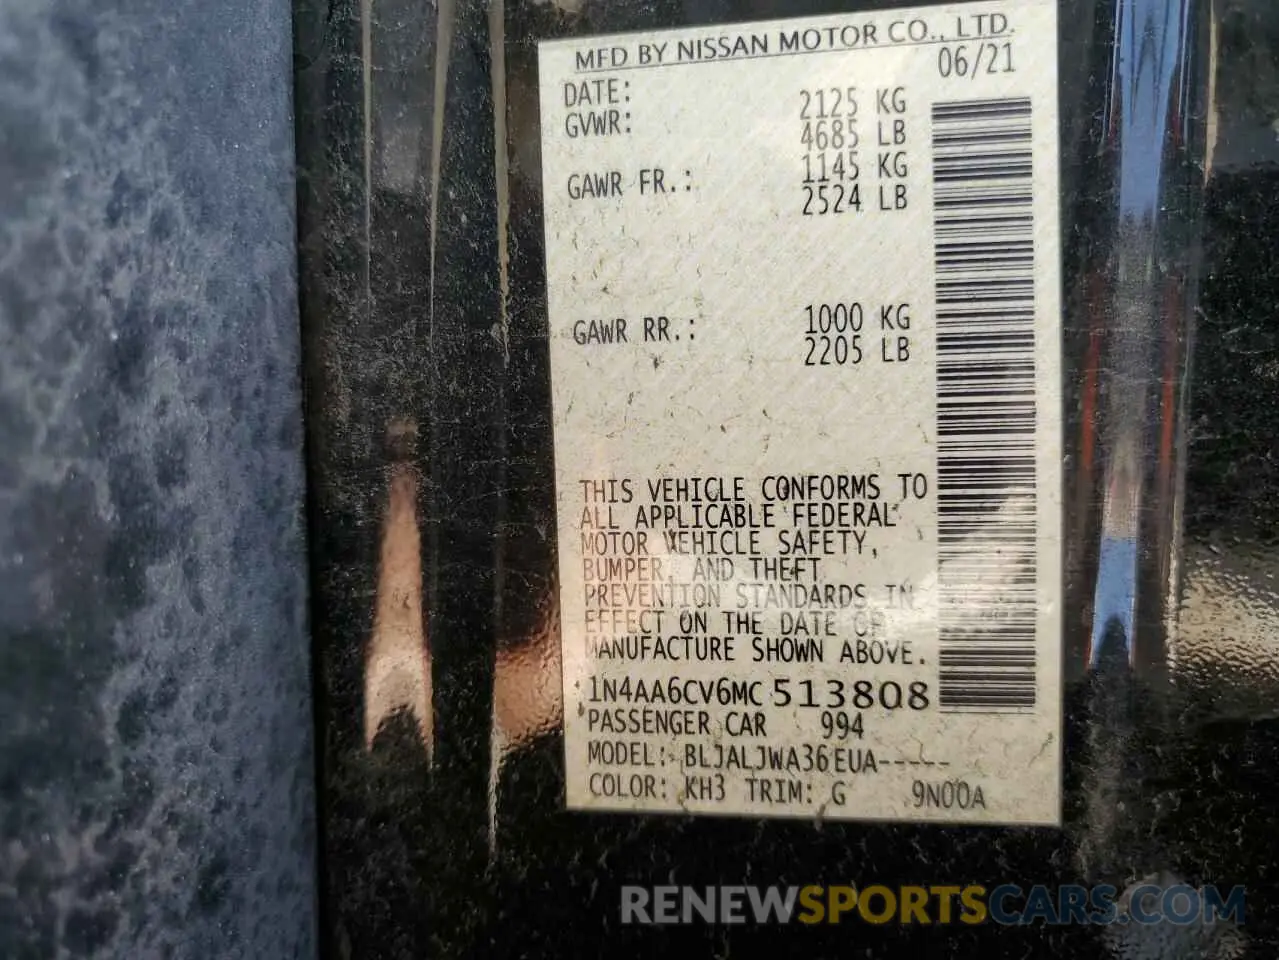 MFD BY NISSAN MOTOR CO., LTD.
DATE: 06/21
GVWR: 2125 KG
4685 LB
GAWR FR.: 1145 KG
2524 LB
GAWR RR.: 1000 KG
2205 LB
THIS VEHICLE CONFORMS TO
ALL APPLICABLE FEDERAL
MOTOR VEHICLE SAFETY,
BUMPER, AND THEFT
PREVENTION STANDARDS IN
EFFECT ON THE DATE OF
MANUFACTURE SHOWN ABOVE.
1N4AA6CV6MC513808
PASSENGER CAR 994
MODEL: BLJALJWA36EUA-----
COLOR: KH3 TRIM: G 9N00A
RENEWSPORTSCARS.COM